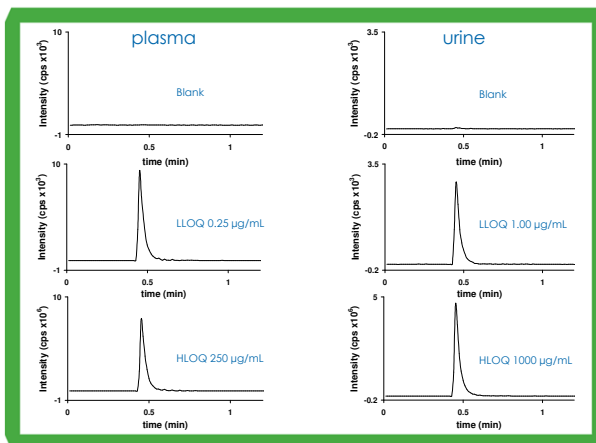 plasma
urine
Intensity (cps x10³)
10
-1
Blank
0
0.5
1
time (min)
Intensity (cps x10³)
3.5
-0.2
Blank
0
0.5
1
time (min)
Intensity (cps x10³)
10
-1
LLOQ 0.25 µg/mL
0
0.5
1
time (min)
Intensity (cps x10³)
3.5
-0.2
LLOQ 1.00 µg/mL
0
0.5
1
time (min)
Intensity (cps x10⁶)
10
-1
HLOQ 250 µg/mL
0
0.5
1
time (min)
Intensity (cps x10⁶)
5
-0.2
HLOQ 1000 µg/mL
0
0.5
1
time (min)